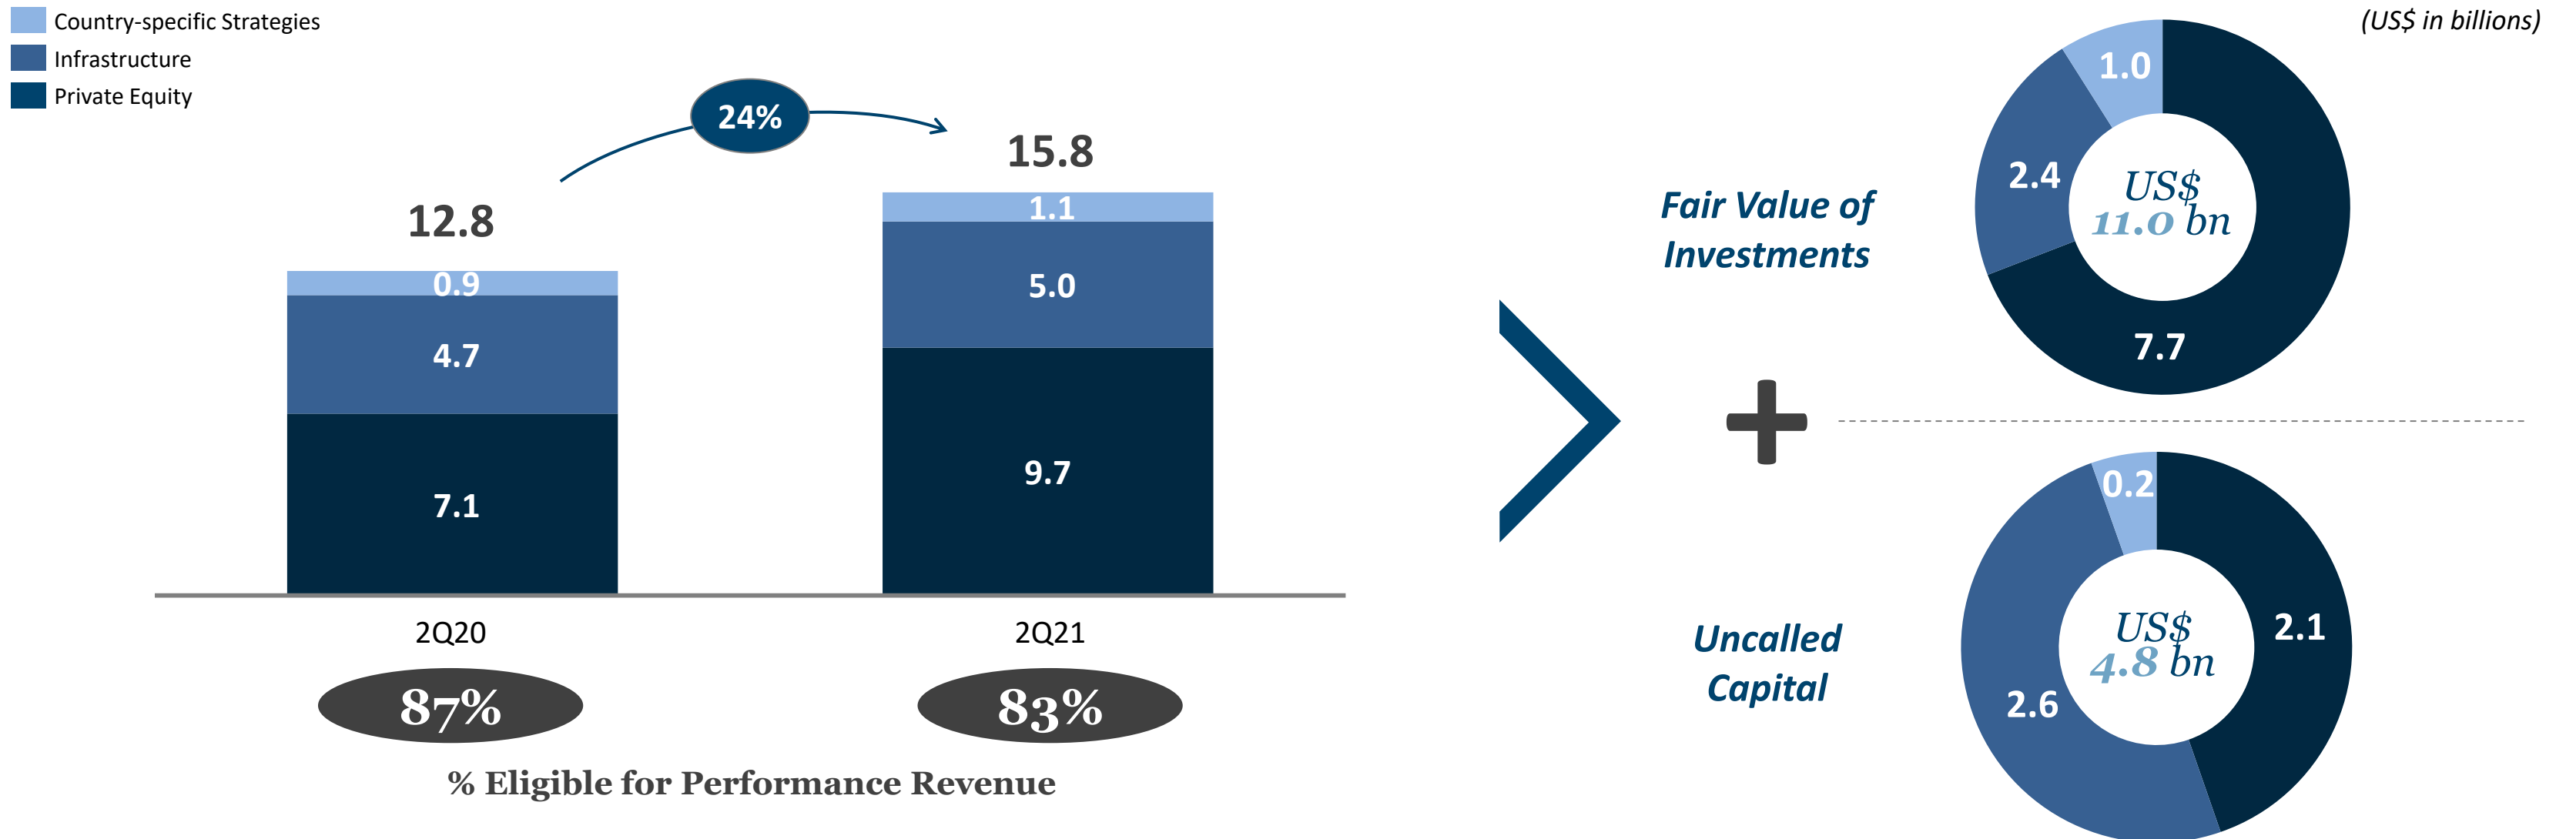 Country-specific Strategies
Infrastructure
Private Equity
(US$ in billions)
24%
12.8
15.8
0.9
4.7
7.1
1.1
5.0
9.7
2Q20
2Q21
87%
83%
% Eligible for Performance Revenue
Fair Value of
Investments
1.0
2.4
7.7
US$
11.0 bn
+
Uncalled
Capital
0.2
2.1
2.6
US$
4.8 bn